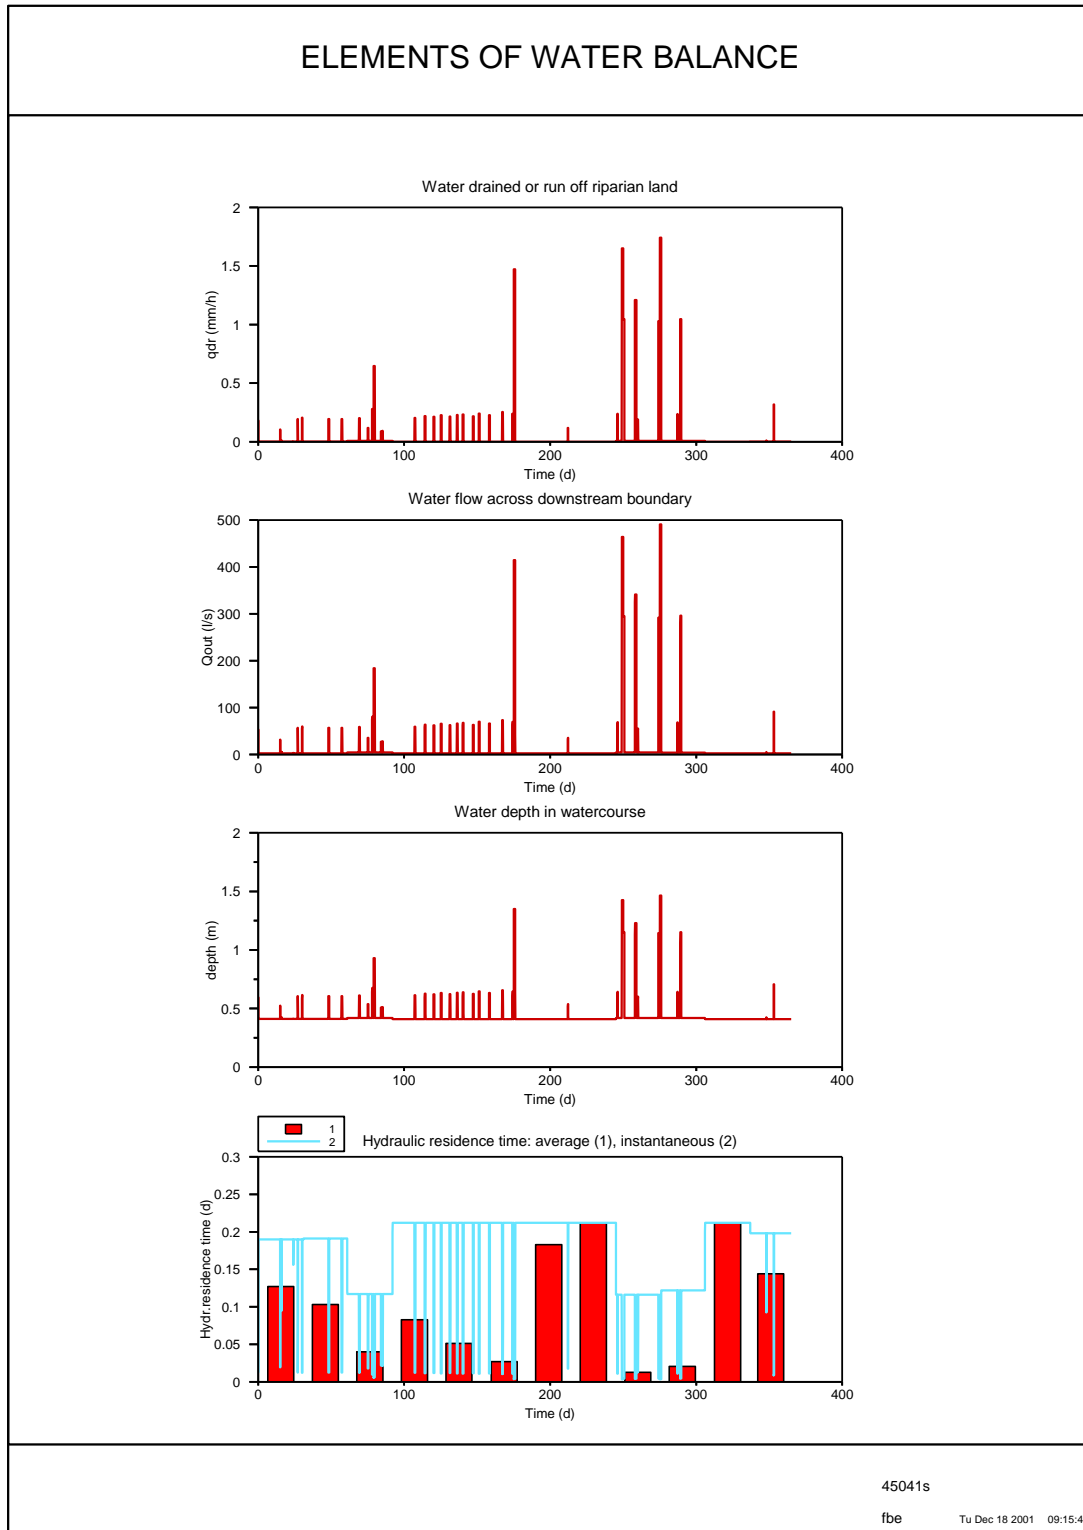 ELEMENTS OF WATER BALANCE
Water drained or run off riparian land
2
1.5
1
0.5
0
qdr (mm/h)
0 100 200 300 400
Time (d)
Water flow across downstream boundary
500
400
300
200
100
0
Qout (l/s)
0 100 200 300 400
Time (d)
Water depth in watercourse
2
1.5
1
0.5
0
depth (m)
0 100 200 300 400
Time (d)
1
2
Hydraulic residence time: average (1), instantaneous (2)
0.3
0.25
0.2
0.15
0.1
0.05
0
Hydr.residence time (d)
0 100 200 300 400
Time (d)
45041s
fbe Tu Dec 18 2001 09:15:4